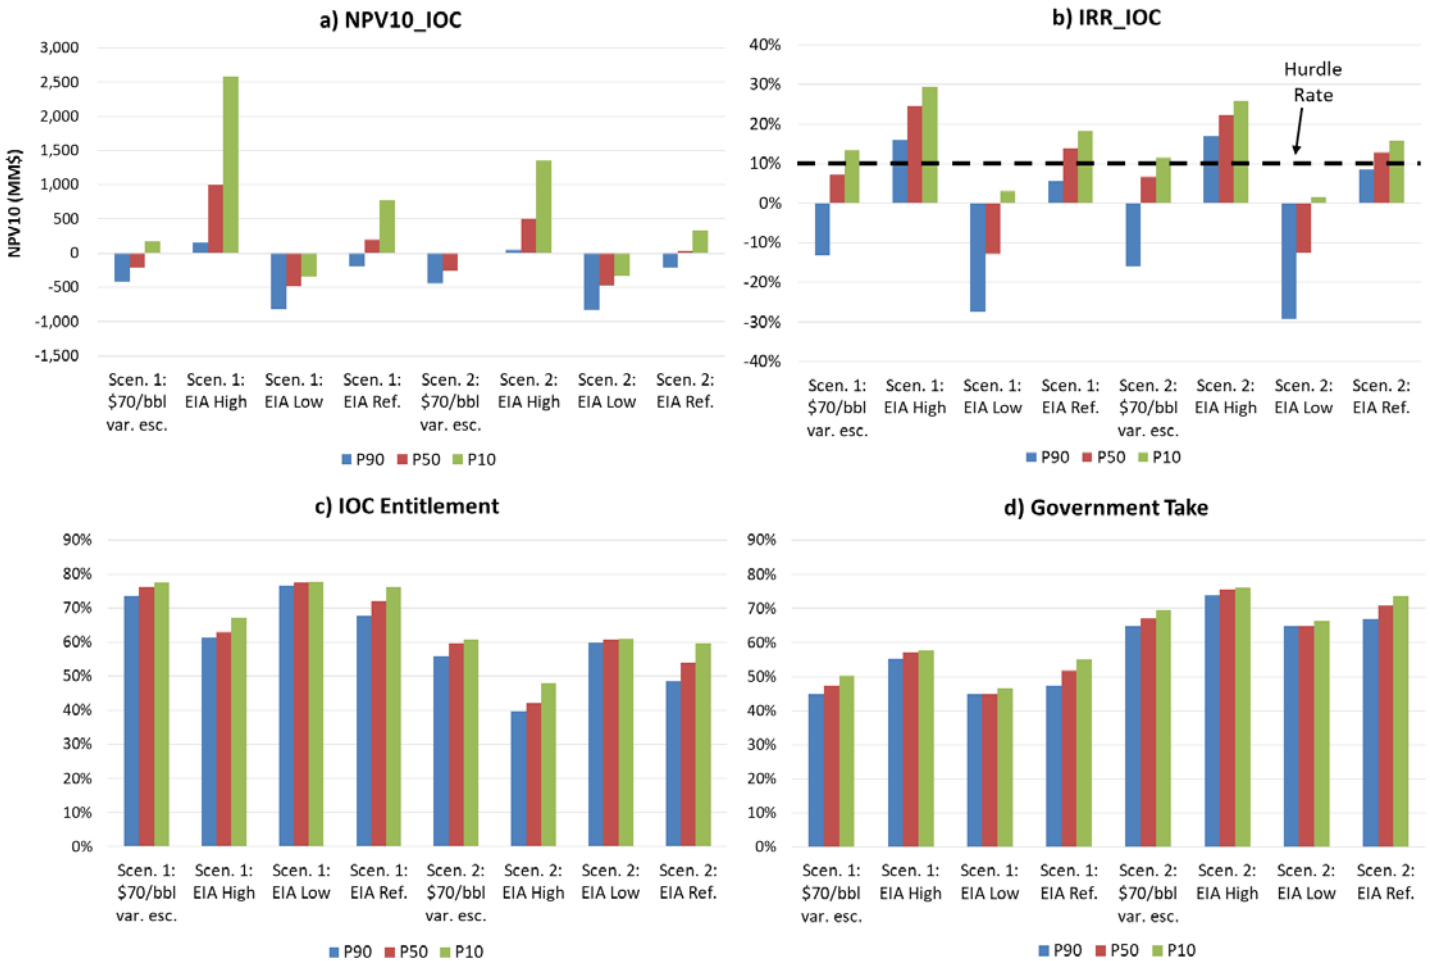 a) NPV10_IOC
NPV10 (MM$)
3,000
2,500
2,000
1,500
1,000
500
0
-500
-1,000
-1,500
Scen. 1: Scen. 1: Scen. 1: Scen. 1: Scen. 2: Scen. 2: Scen. 2: Scen. 2:
$70/bbl EIA High EIA Low EIA Ref. $70/bbl EIA High EIA Low EIA Ref.
var. esc. var. esc.
P90 P50 P10
b) IRR_IOC
Hurdle
Rate
40%
30%
20%
10%
0%
-10%
-20%
-30%
-40%
Scen. 1: Scen. 1: Scen. 1: Scen. 1: Scen. 2: Scen. 2: Scen. 2: Scen. 2:
$70/bbl EIA High EIA Low EIA Ref. $70/bbl EIA High EIA Low EIA Ref.
var. esc. var. esc.
P90 P50 P10
c) IOC Entitlement
90%
80%
70%
60%
50%
40%
30%
20%
10%
0%
Scen. 1: Scen. 1: Scen. 1: Scen. 1: Scen. 2: Scen. 2: Scen. 2: Scen. 2:
$70/bbl EIA High EIA Low EIA Ref. $70/bbl EIA High EIA Low EIA Ref.
var. esc. var. esc.
P90 P50 P10
d) Government Take
90%
80%
70%
60%
50%
40%
30%
20%
10%
0%
Scen. 1: Scen. 1: Scen. 1: Scen. 1: Scen. 2: Scen. 2: Scen. 2: Scen. 2:
$70/bbl EIA High EIA Low EIA Ref. $70/bbl EIA High EIA Low EIA Ref.
var. esc. var. esc.
P90 P50 P10